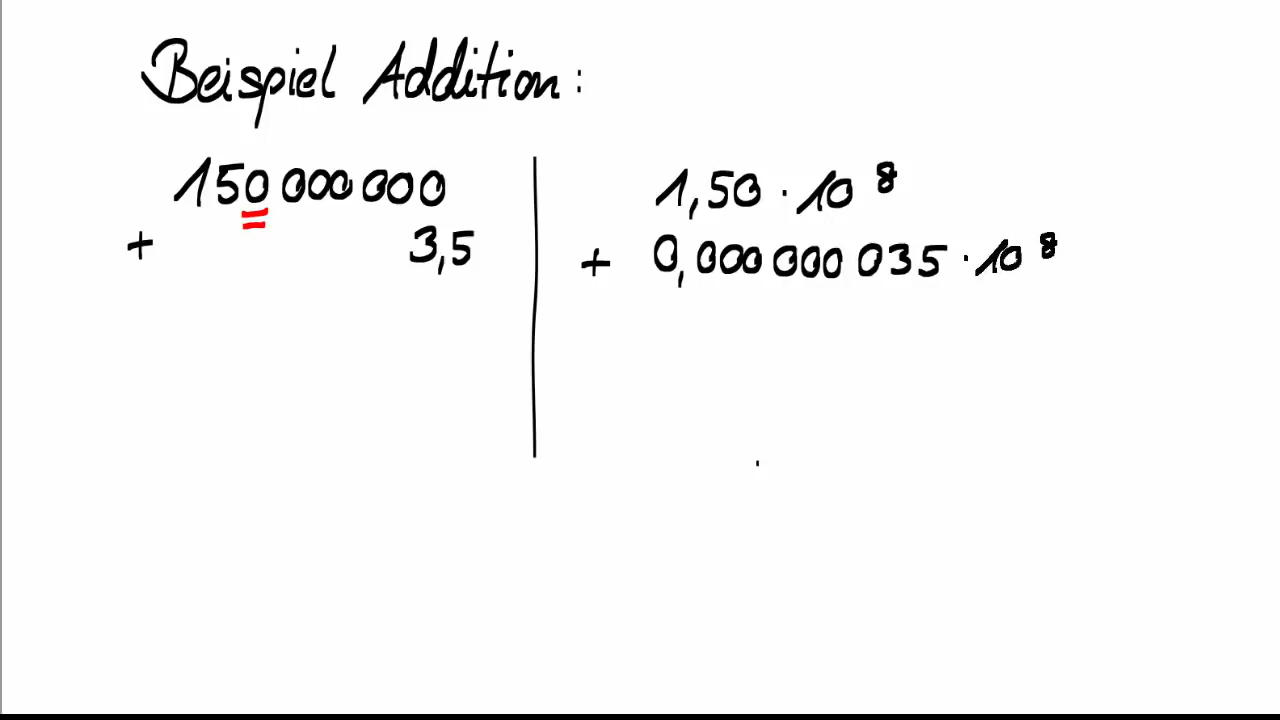 Beispiel Addition:
150 000 000
+ 3,5
1,50 · 10⁸
+ 0,000 000 035 · 10⁸